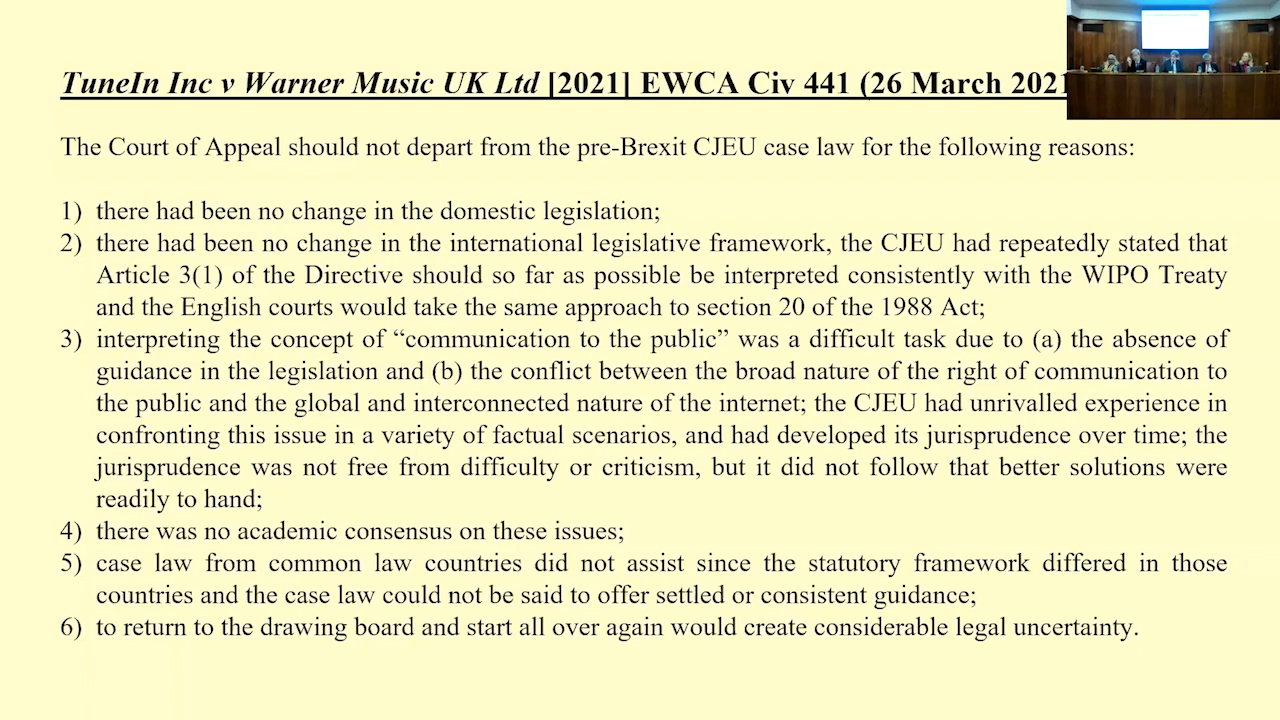 TuneIn Inc v Warner Music UK Ltd [2021] EWCA Civ 441 (26 March 2021
The Court of Appeal should not depart from the pre-Brexit CJEU case law for the following reasons:
1) there had been no change in the domestic legislation;
2) there had been no change in the international legislative framework, the CJEU had repeatedly stated that
Article 3(1) of the Directive should so far as possible be interpreted consistently with the WIPO Treaty
and the English courts would take the same approach to section 20 of the 1988 Act;
3) interpreting the concept of “communication to the public” was a difficult task due to (a) the absence of
guidance in the legislation and (b) the conflict between the broad nature of the right of communication to
the public and the global and interconnected nature of the internet; the CJEU had unrivalled experience in
confronting this issue in a variety of factual scenarios, and had developed its jurisprudence over time; the
jurisprudence was not free from difficulty or criticism, but it did not follow that better solutions were
readily to hand;
4) there was no academic consensus on these issues;
5) case law from common law countries did not assist since the statutory framework differed in those
countries and the case law could not be said to offer settled or consistent guidance;
6) to return to the drawing board and start all over again would create considerable legal uncertainty.